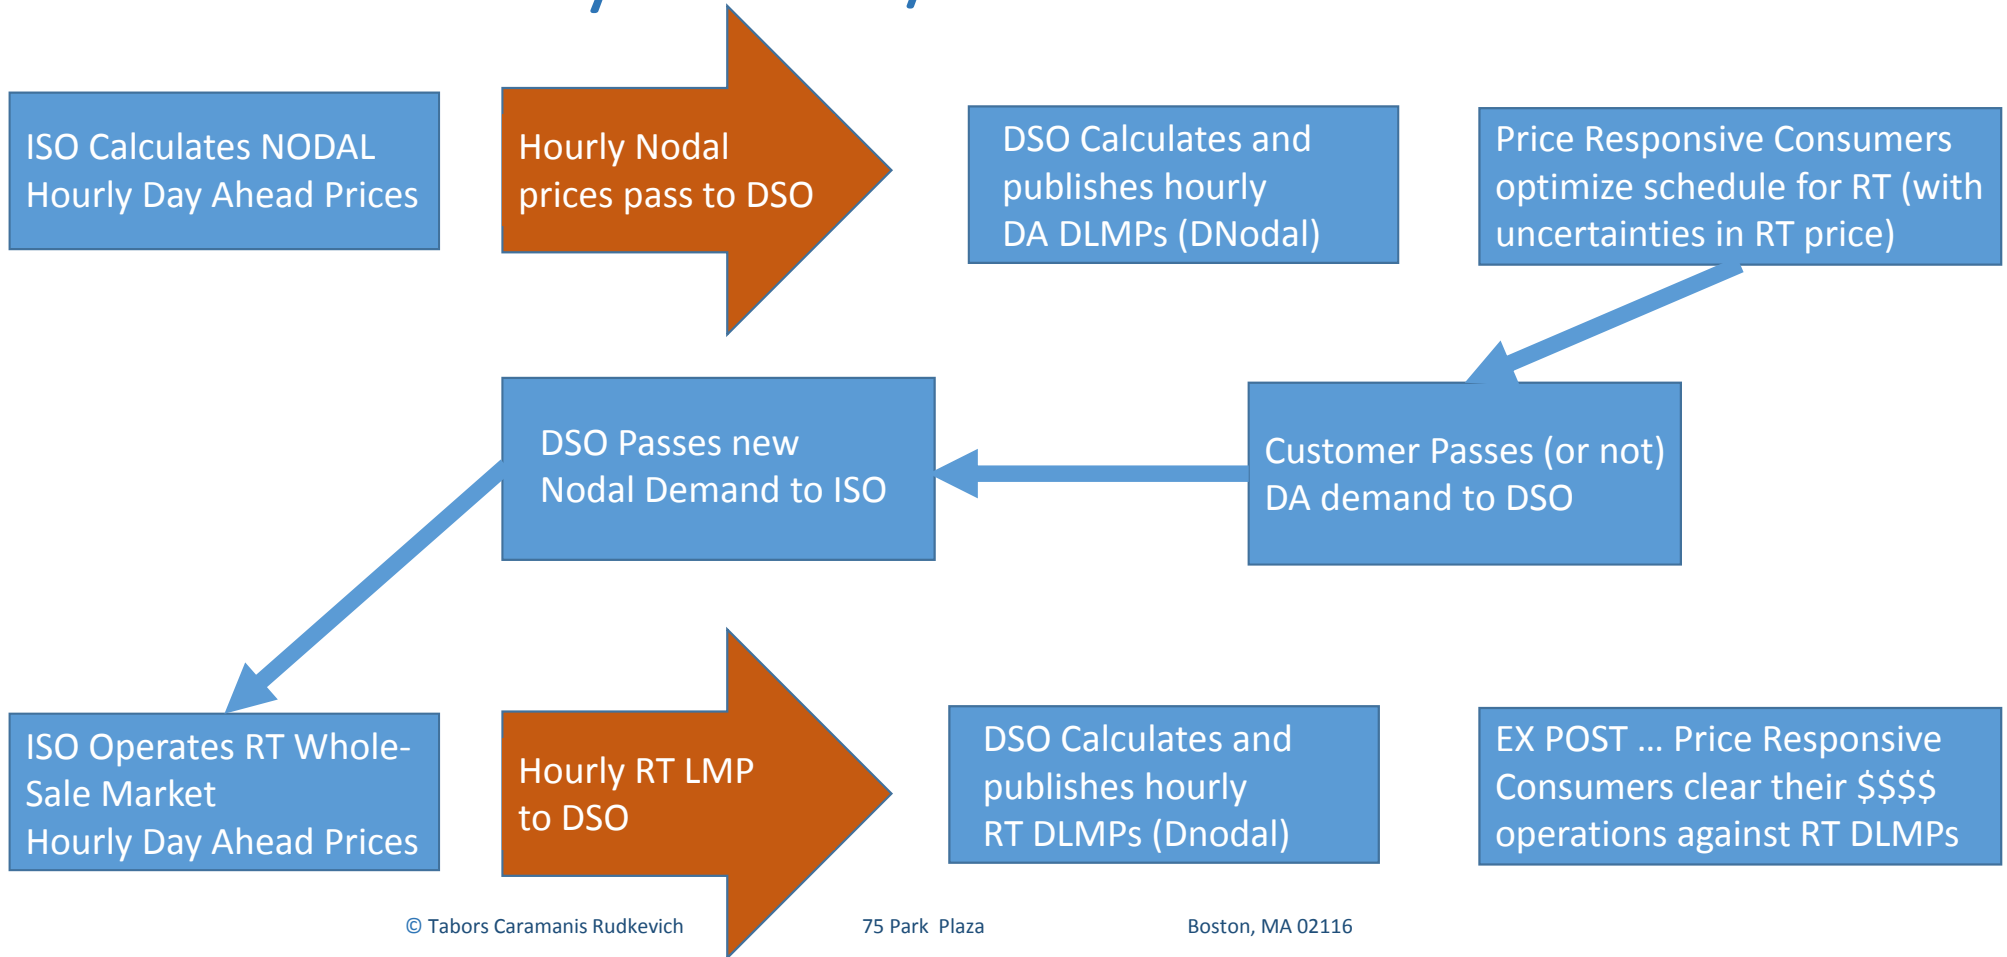 ISO Calculates NODAL
Hourly Day Ahead Prices
Hourly Nodal
prices pass to DSO
DSO Calculates and
publishes hourly
DA DLMPs (DNodal)
Price Responsive Consumers
optimize schedule for RT (with
uncertainties in RT price)
DSO Passes new
Nodal Demand to ISO
Customer Passes (or not)
DA demand to DSO
ISO Operates RT Whole-
Sale Market
Hourly Day Ahead Prices
Hourly RT LMP
to DSO
DSO Calculates and
publishes hourly
RT DLMPs (Dnodal)
EX POST … Price Responsive
Consumers clear their $$$$
operations against RT DLMPs
© Tabors Caramanis Rudkevich
75 Park Plaza
Boston, MA 02116